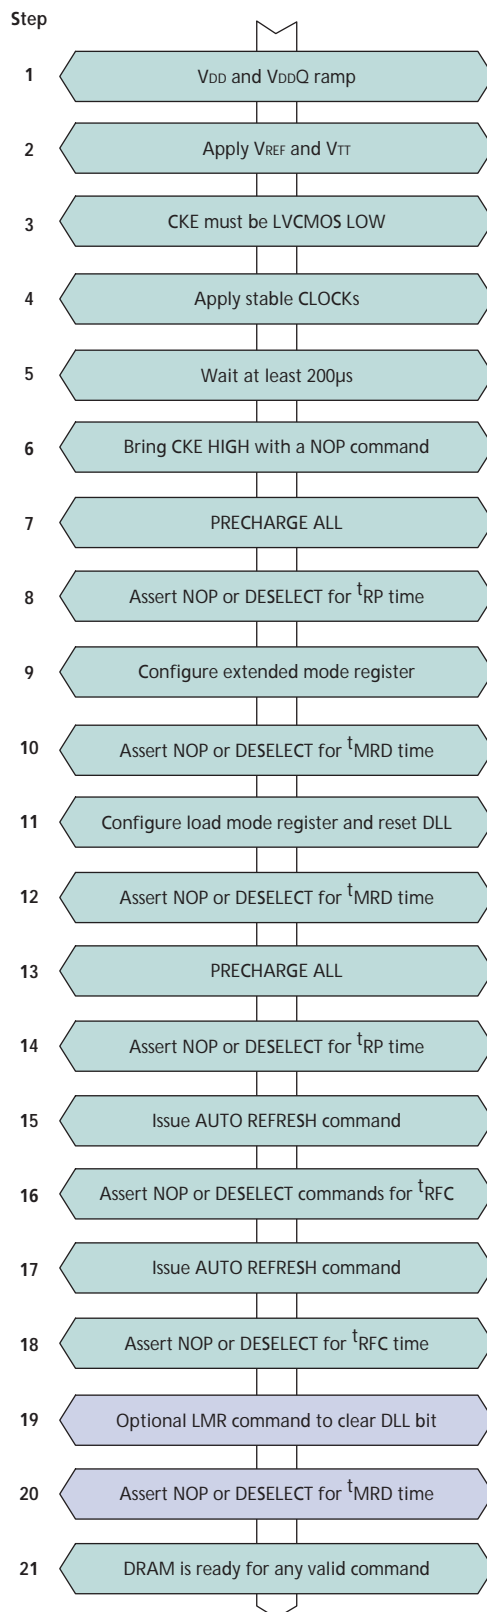 Step
1 VDD and VDDQ ramp
2 Apply VREF and VTT
3 CKE must be LVCMOS LOW
4 Apply stable CLOCKs
5 Wait at least 200µs
6 Bring CKE HIGH with a NOP command
7 PRECHARGE ALL
8 Assert NOP or DESELECT for tRP time
9 Configure extended mode register
10 Assert NOP or DESELECT for tMRD time
11 Configure load mode register and reset DLL
12 Assert NOP or DESELECT for tMRD time
13 PRECHARGE ALL
14 Assert NOP or DESELECT for tRP time
15 Issue AUTO REFRESH command
16 Assert NOP or DESELECT commands for tRFC
17 Issue AUTO REFRESH command
18 Assert NOP or DESELECT for tRFC time
19 Optional LMR command to clear DLL bit
20 Assert NOP or DESELECT for tMRD time
21 DRAM is ready for any valid command